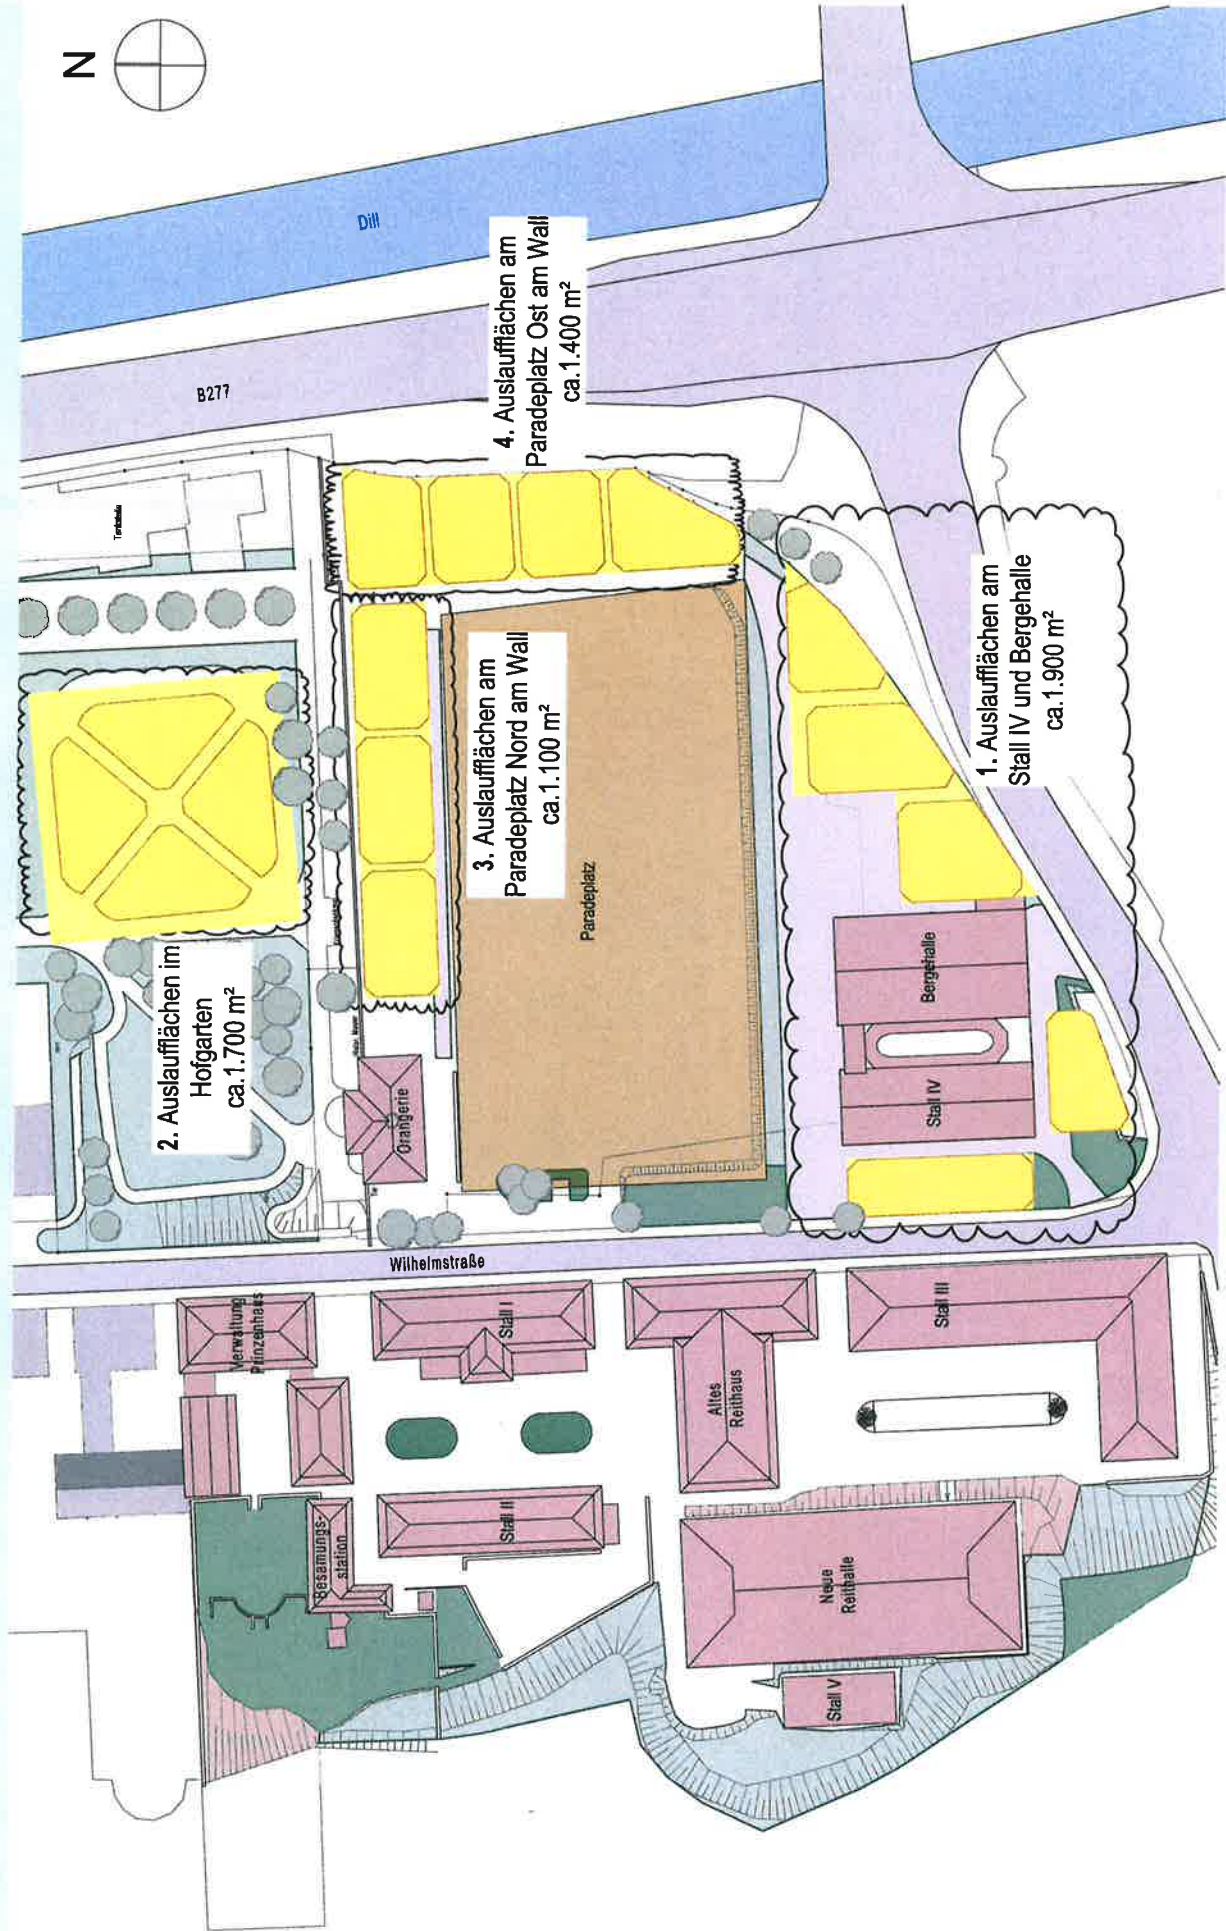 N
Dill
B277
4. Auslaufflächen am
Paradeplatz Ost am Wall
ca.1.400 m²
3. Auslaufflächen am
Paradeplatz Nord am Wall
ca.1.100 m²
Paradeplatz
1. Auslaufflächen am
Stall IV und Bergehalle
ca.1.900 m²
2. Auslaufflächen im
Hofgarten
ca.1.700 m²
Orangerie
Bergehalle
Stall IV
Wilhelmstraße
Verwaltung
Prinzenhaus
Stall I
Altes
Reithaus
Stall III
Besamungs-
station
Stall II
Neue
Reithalle
Stall V